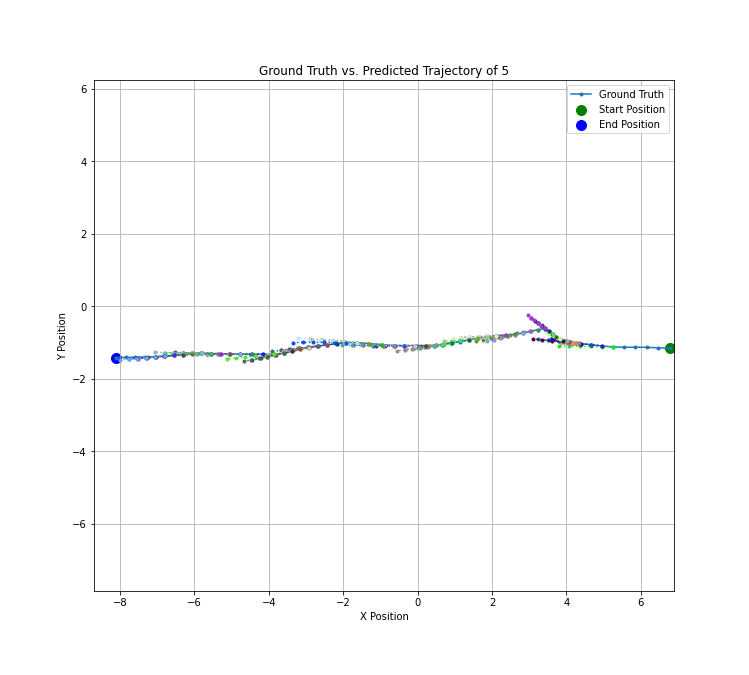 Ground Truth vs. Predicted Trajectory of 5
Ground Truth
Start Position
End Position
6
4
2
0
−2
−4
−6
Y Position
−8
−6
−4
−2
0
2
4
6
X Position